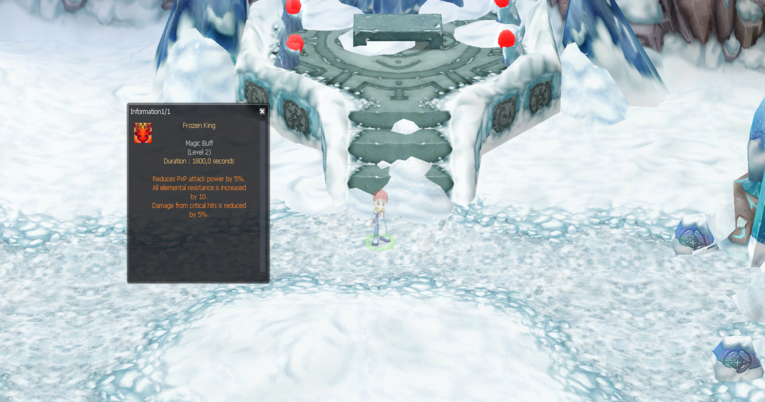 Information1/1
Frozen King
Magic Buff
(Level 2)
Duration : 1800,0 seconds
Reduces PvP attack power by 5%.
All elemental resistance is increased
by 10.
Damage from critical hits is reduced
by 5%.